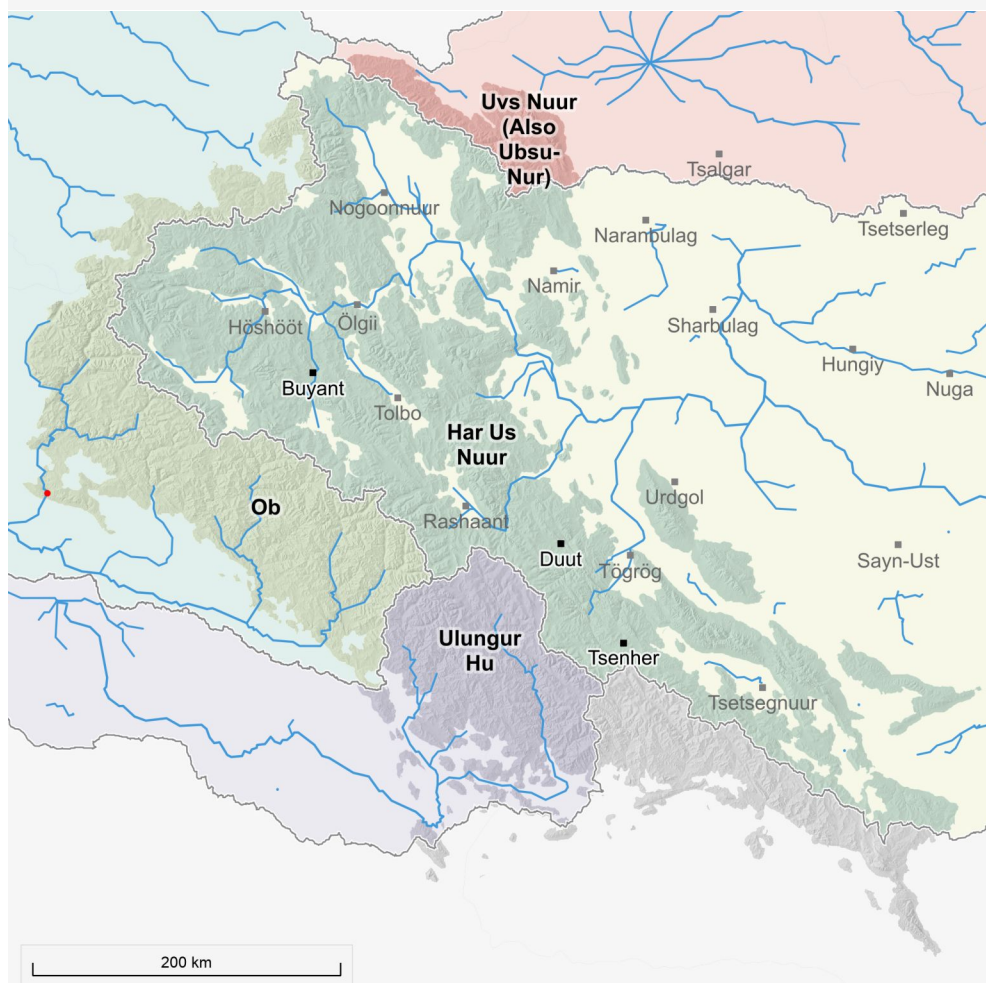 Uvs Nuur
(Also
Ubsu-
Nur)
Tsalgar
Nogoonnuur
Naranbulag
Tsetserleg
Namir
Höshööt
Ölgii
Sharbulag
Hungiy
Nuga
Buyant
Tolbo
Har Us
Nuur
Urdgol
Ob
Rashaant
Duut
Tögrög
Sayn-Ust
Ulungur
Hu
Tsenher
Tsetsegnuur
200 km